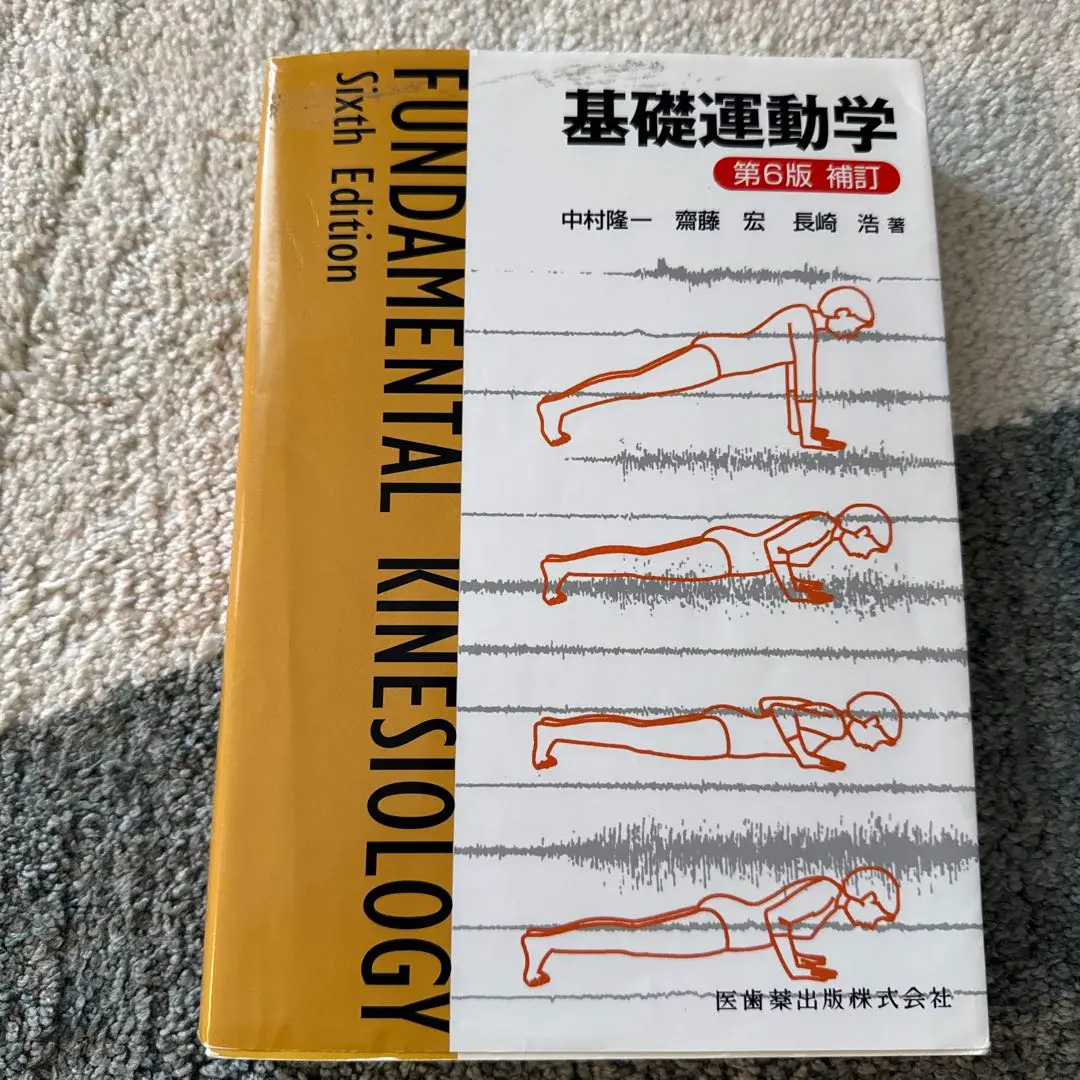 FUNDAMENTAL KINESIOLOGY
Sixth Edition
基礎運動学
第6版 補訂
中村隆一 齋藤 宏 長崎 浩 著
医歯薬出版株式会社